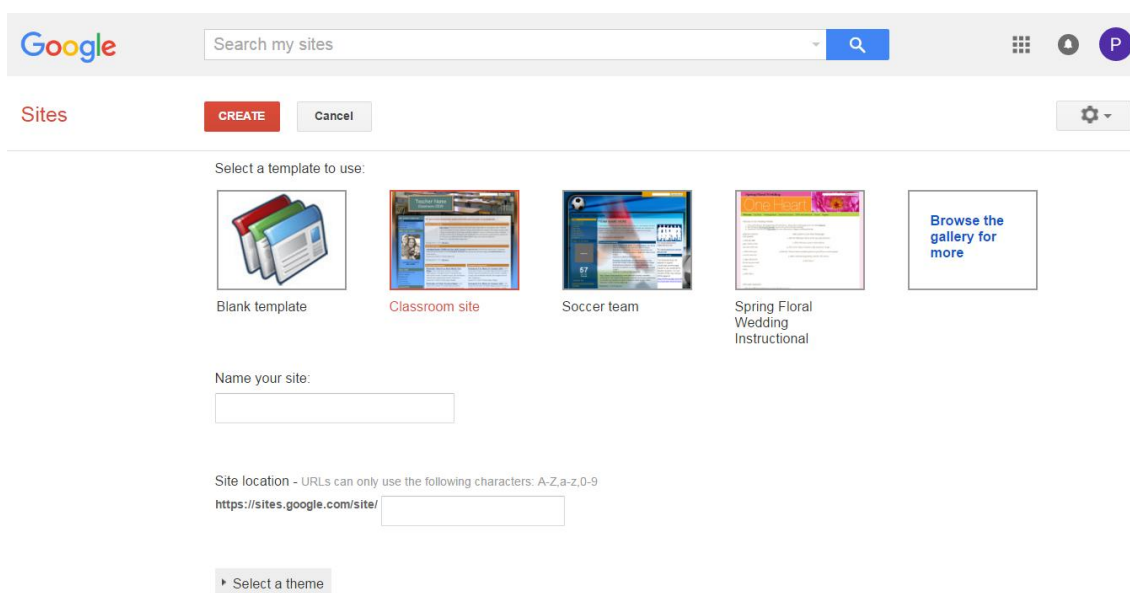 Google
Search my sites
P
Sites
CREATE
Cancel
Select a template to use:
Blank template
Classroom site
Soccer team
One Heart
Spring Floral
Wedding
Instructional
Browse the
gallery for
more
Name your site:
Site location - URLs can only use the following characters: A-Z,a-z,0-9
https://sites.google.com/site/
Select a theme